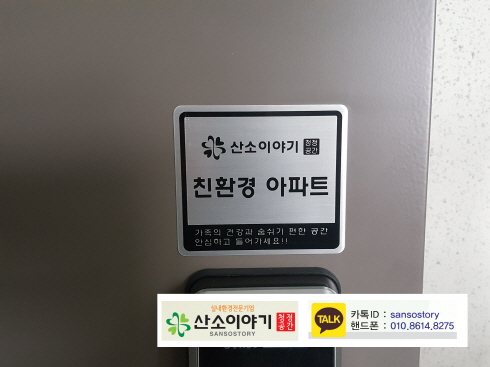 산소이야기 청정공간
친환경 아파트
가족의 건강과 숨쉬기 편한 공간
안심하고 들어가세요!!
실내환경전문기업
산소이야기 청정공간
SANSOSTORY
TALK
카톡ID : sansostory
핸드폰 : 010.8614.8275